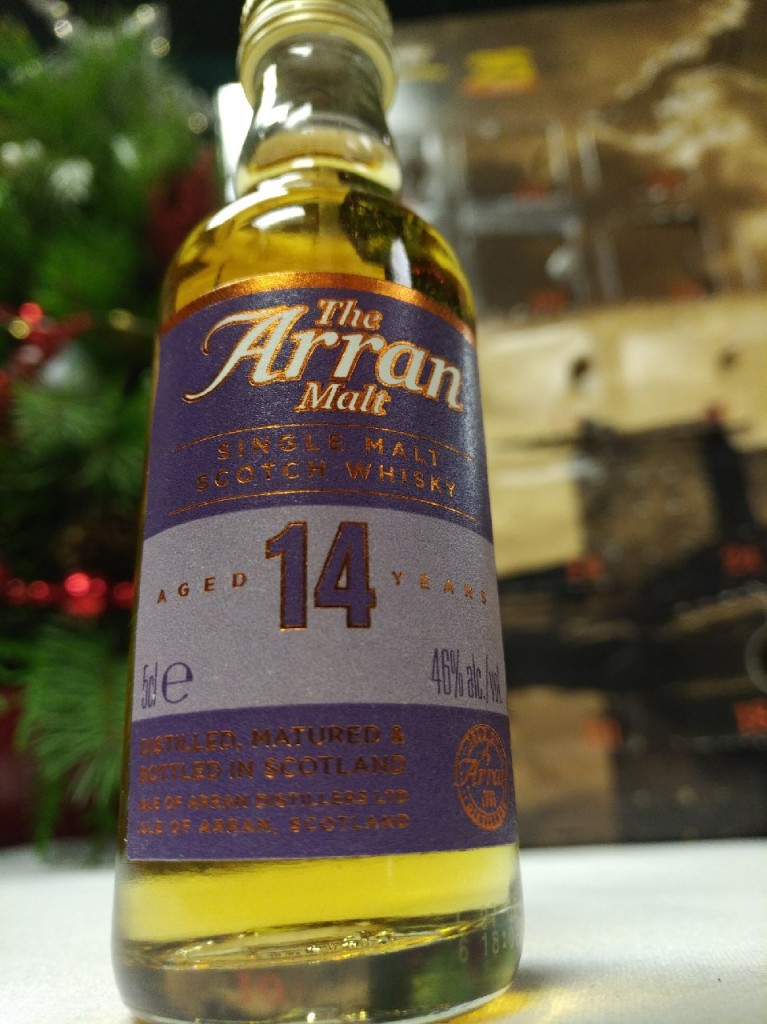 The
Arran
Malt
SINGLE MALT
SCOTCH WHISKY
AGED 14 YEARS
5cl e 46% alc./vol
DISTILLED, MATURED &
BOTTLED IN SCOTLAND
ISLE OF ARRAN DISTILLERS LTD
ISLE OF ARRAN, SCOTLAND
Arran